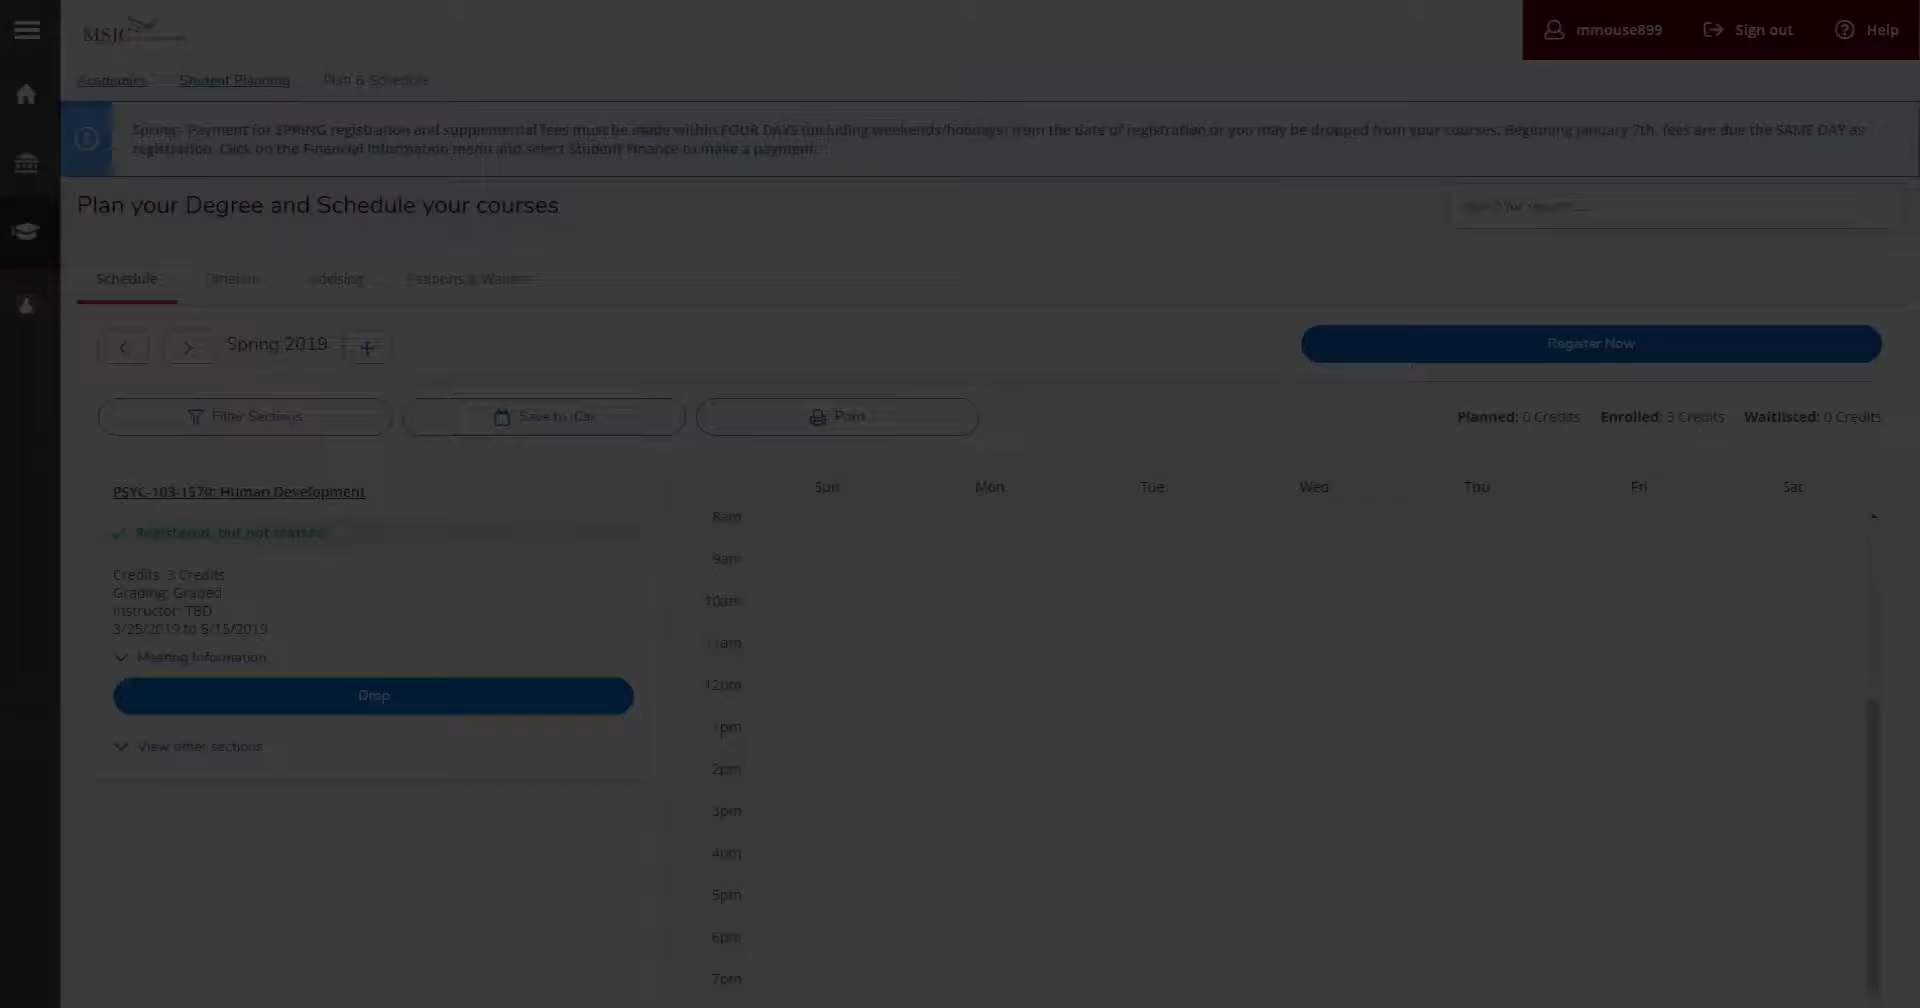 MSJC
mmouse899
Sign out
Help
Academics
Student Planning
Plan & Schedule
Spring - Payment for SPRING registration and supplemental fees must be made within FOUR DAYS (including weekends/holidays) from the date of registration or you may be dropped from your courses. Beginning January 7th, fees are due the SAME DAY as
registration. Click on the Financial Information menu and select Student Finance to make a payment.
Plan your Degree and Schedule your courses
Search for courses...
Schedule
Timeline
Advising
Petitions & Waivers
Spring 2019
Register Now
Filter Sections
Save to iCal
Print
Planned: 0 Credits Enrolled: 3 Credits Waitlisted: 0 Credits
PSYC-103-1570: Human Development
Registered, but not started
Credits: 3 Credits
Grading: Graded
Instructor: TBD
3/25/2019 to 5/15/2019
Meeting Information
Drop
View other sections
Sun Mon Tue Wed Thu Fri Sat
8am
9am
10am
11am
12pm
1pm
2pm
3pm
4pm
5pm
6pm
7pm